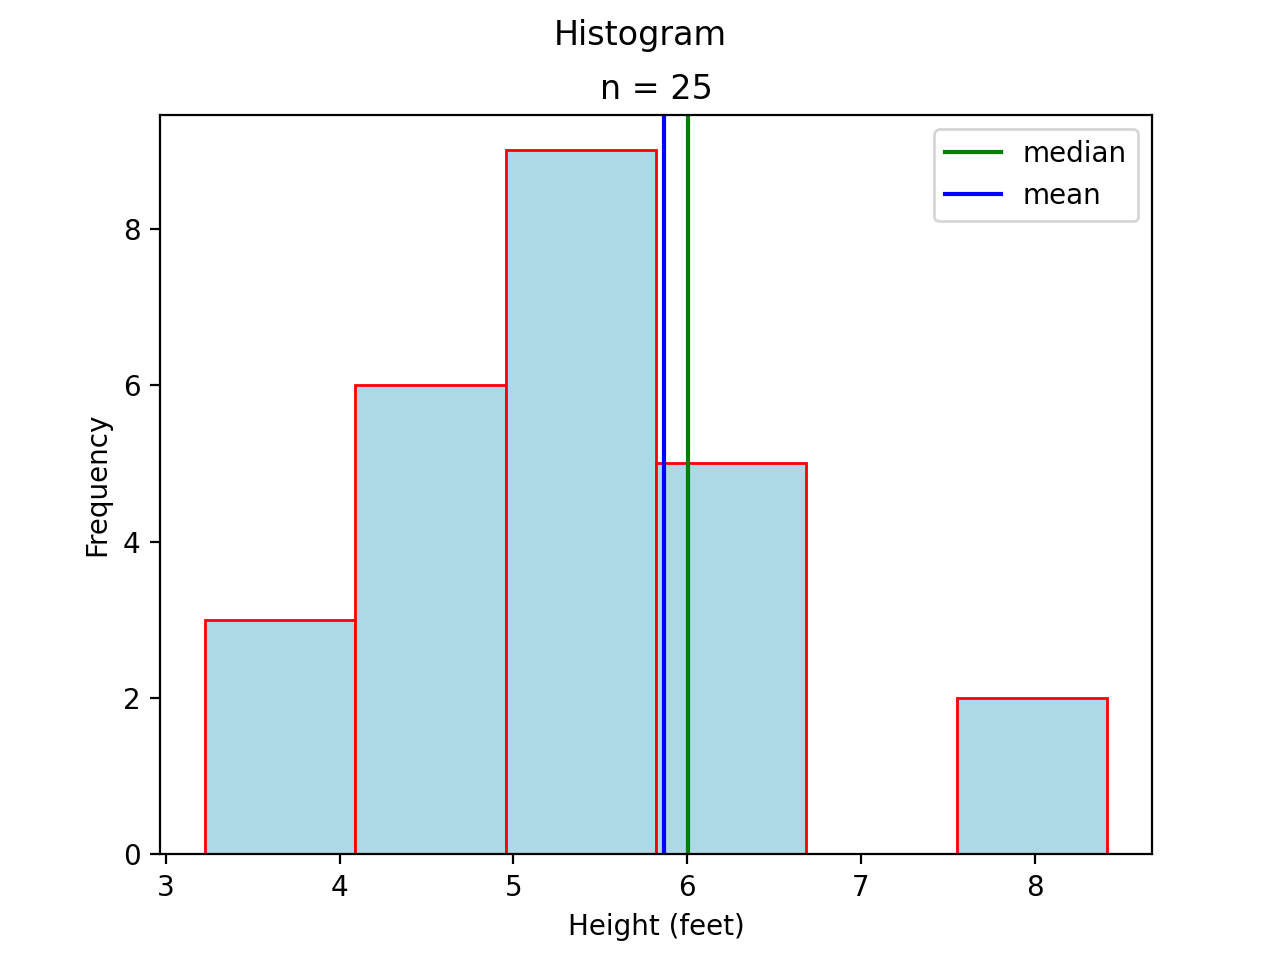 Histogram
n = 25
median
mean
8
6
4
2
0
Frequency
3 4 5 6 7 8
Height (feet)